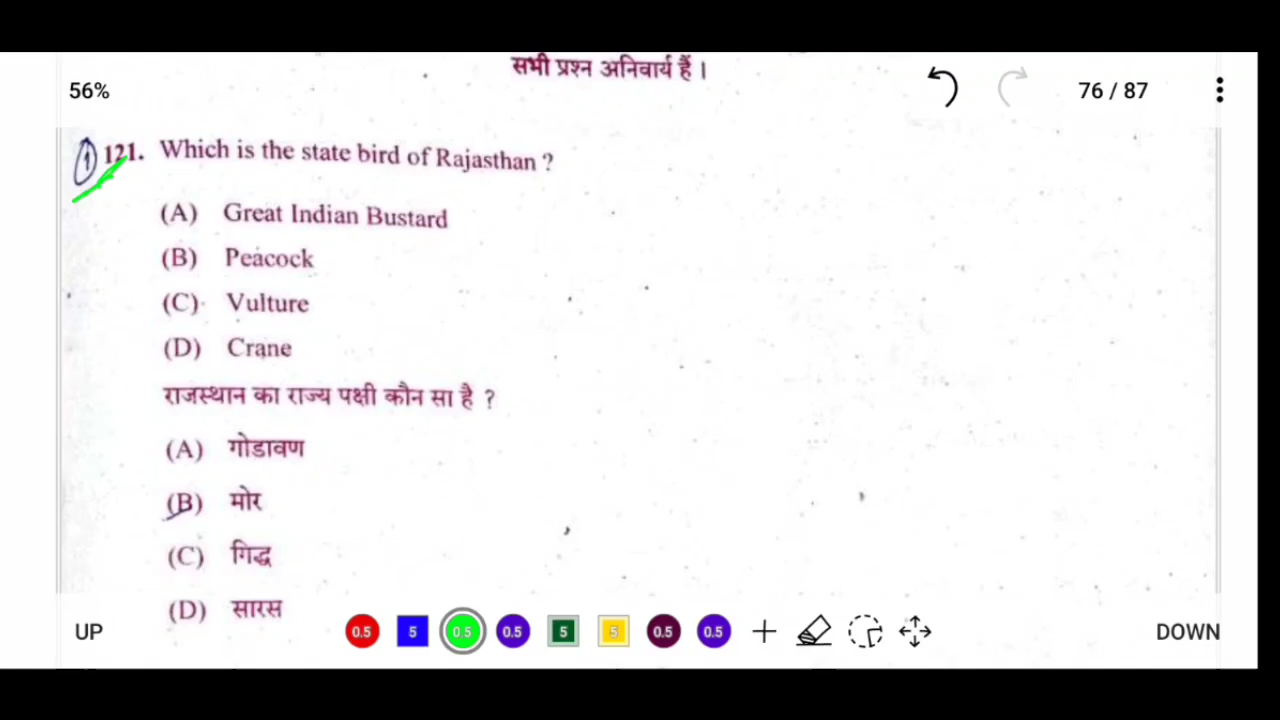 सभी प्रश्न अनिवार्य हैं ।
56%
76 / 87
1 121. Which is the state bird of Rajasthan ?
(A) Great Indian Bustard
(B) Peacock
(C) Vulture
(D) Crane
राजस्थान का राज्य पक्षी कौन सा है ?
(A) गोडावण
(B) मोर
(C) गिद्ध
(D) सारस
UP 0.5 5 0.5 0.5 5 5 0.5 0.5 DOWN